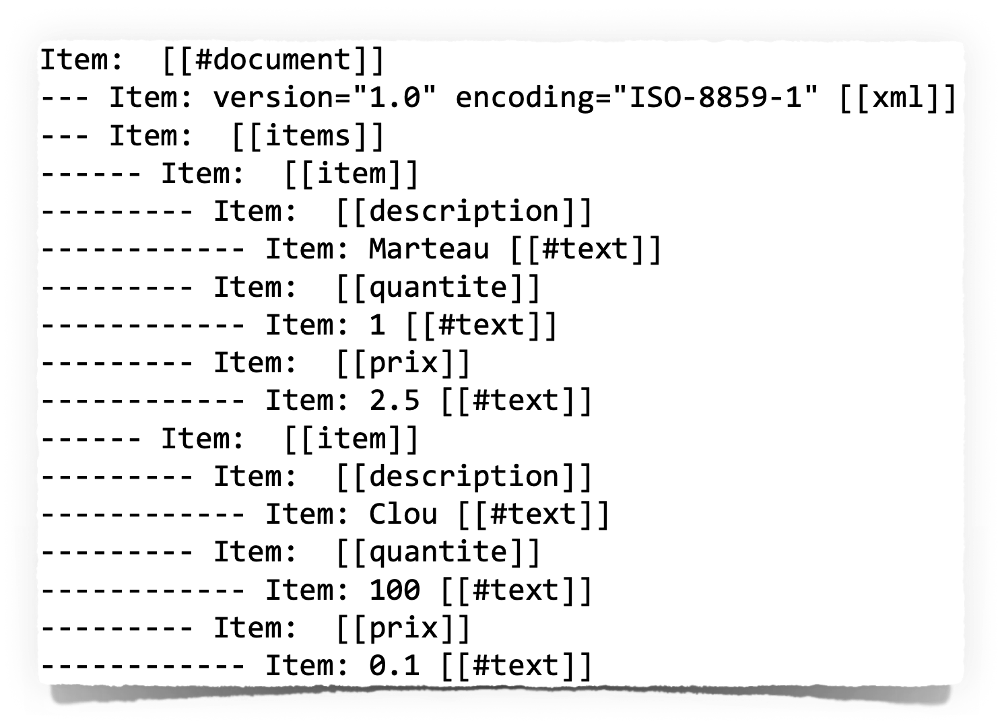 Item:  [[#document]]
--- Item: version="1.0" encoding="ISO-8859-1" [[xml]]
--- Item:  [[items]]
------ Item:  [[item]]
--------- Item:  [[description]]
------------ Item: Marteau [[#text]]
--------- Item:  [[quantite]]
------------ Item: 1 [[#text]]
--------- Item:  [[prix]]
------------ Item: 2.5 [[#text]]
------ Item:  [[item]]
--------- Item:  [[description]]
------------ Item: Clou [[#text]]
--------- Item:  [[quantite]]
------------ Item: 100 [[#text]]
--------- Item:  [[prix]]
------------ Item: 0.1 [[#text]]